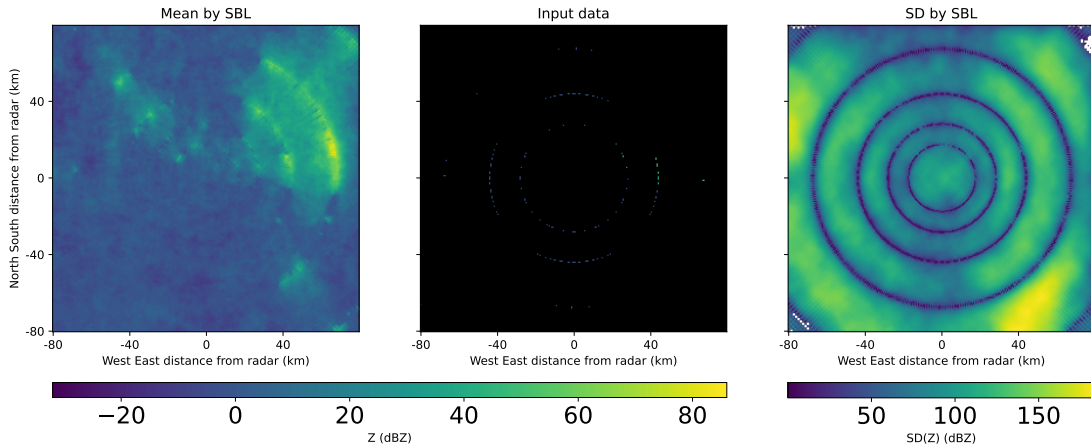 Mean by SBL
Input data
SD by SBL
North South distance from radar (km)
40
0
-40
-80
-80
-40
0
40
West East distance from radar (km)
-80
-40
0
40
West East distance from radar (km)
-80
-40
0
40
West East distance from radar (km)
−20
0
20
40
60
80
Z (dBZ)
50
100
150
SD(Z) (dBZ)